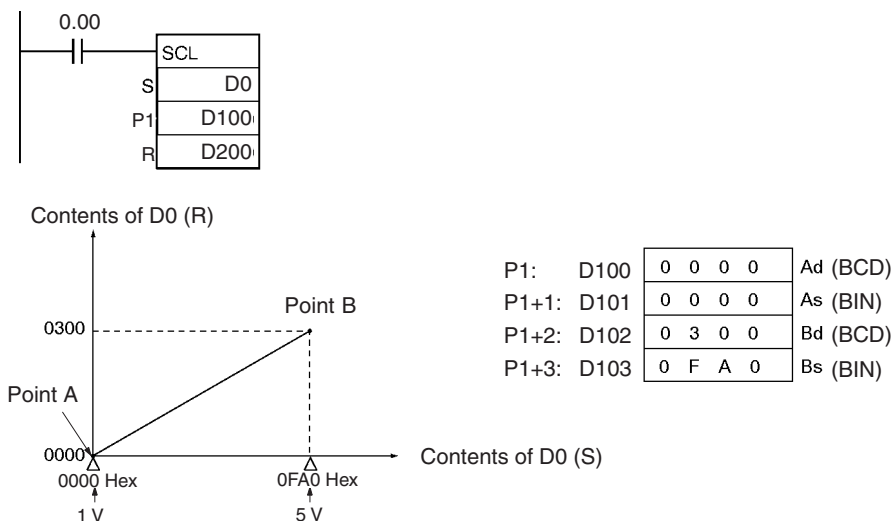 0.00
SCL
S D0
P1 D100
R D200
Contents of D0 (R)
0300
Point B
Point A
0000
0000 Hex
0FA0 Hex
Contents of D0 (S)
1 V
5 V
P1: D100 0 0 0 0 Ad (BCD)
P1+1: D101 0 0 0 0 As (BIN)
P1+2: D102 0 3 0 0 Bd (BCD)
P1+3: D103 0 F A 0 Bs (BIN)